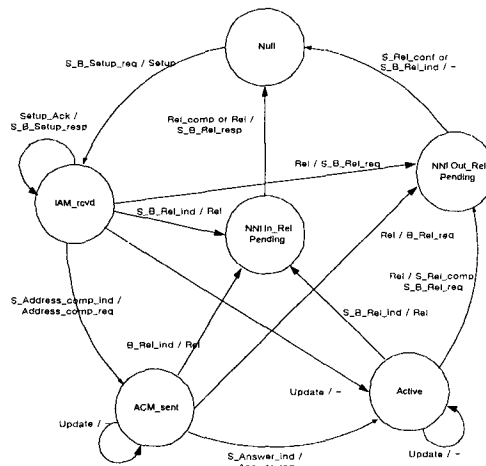 Null
S_B_Setup_req / Setup
S_Rel_conf or
S_B_Rel_ind / -
Setup_Ack /
S_B_Setup_resp
Rel_comp or Rel /
S_B_Rel_resp
Rel / S_B_Rel_req
NNI Out_Rel
Pending
IAM_rcvd
S_B_Rel_ind / Rel
NNI In_Rel
Pending
Rel / B_Rel_req
Rel / S_Rel_comp
S_B_Rel_req
S_Address_comp_ind /
Address_comp_req
S_B_Rel_ind / Rel
B_Rel_ind / Rel
Update / -
Active
ACM_sent
Update / -
Update / -
S_Answer_ind /